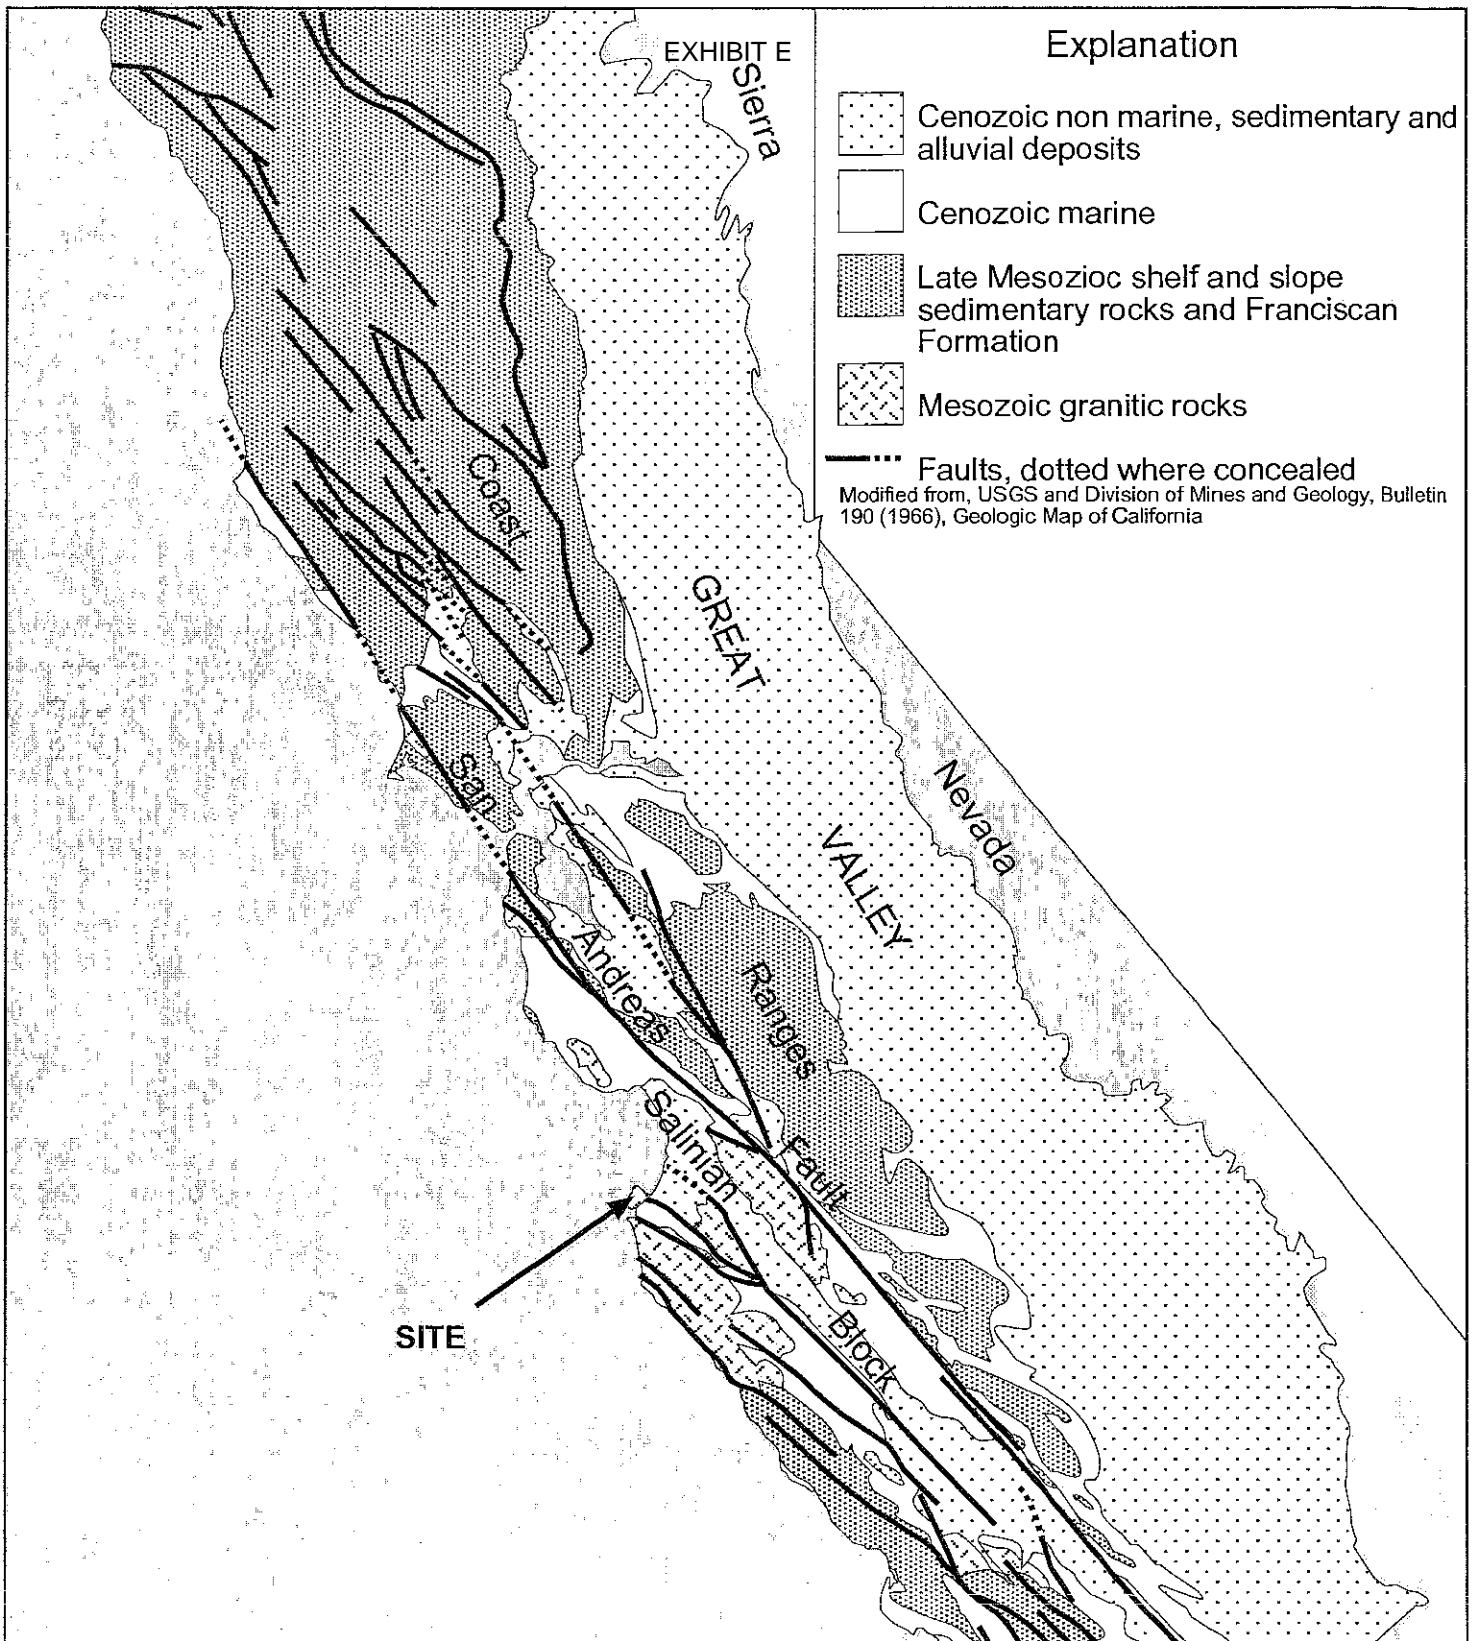 EXHIBIT E
Explanation
Cenozoic non marine, sedimentary and
alluvial deposits
Cenozoic marine
Late Mesozioc shelf and slope
sedimentary rocks and Franciscan
Formation
Mesozoic granitic rocks
Faults, dotted where concealed
Modified from, USGS and Division of Mines and Geology, Bulletin
190 (1966), Geologic Map of California
Sierra
Nevada
GREAT
VALLEY
Coast
Ranges
San
Andreas
Fault
Salinian
Block
SITE